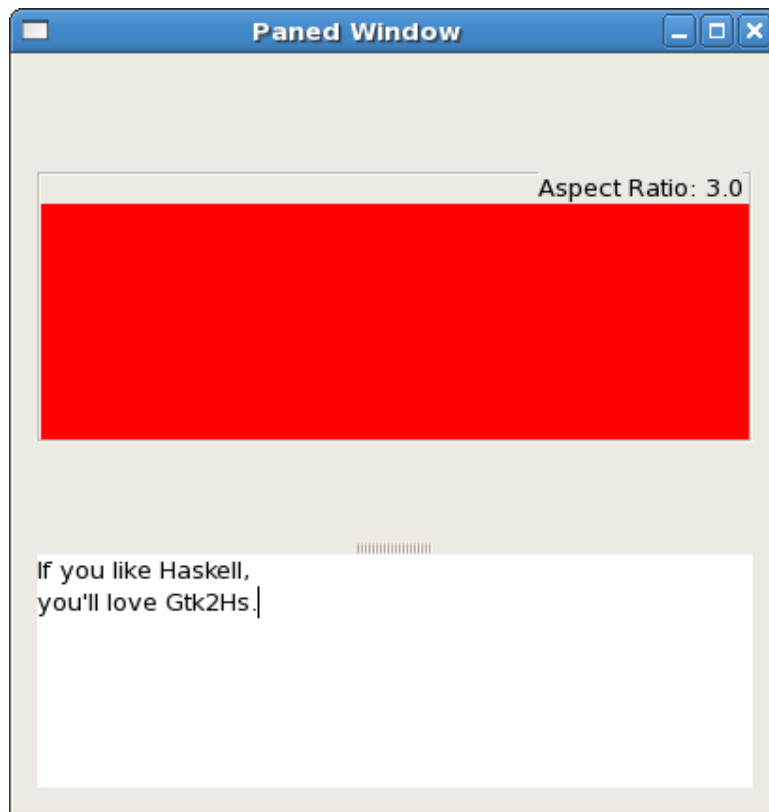 Paned Window
Aspect Ratio: 3.0
If you like Haskell,
you'll love Gtk2Hs.